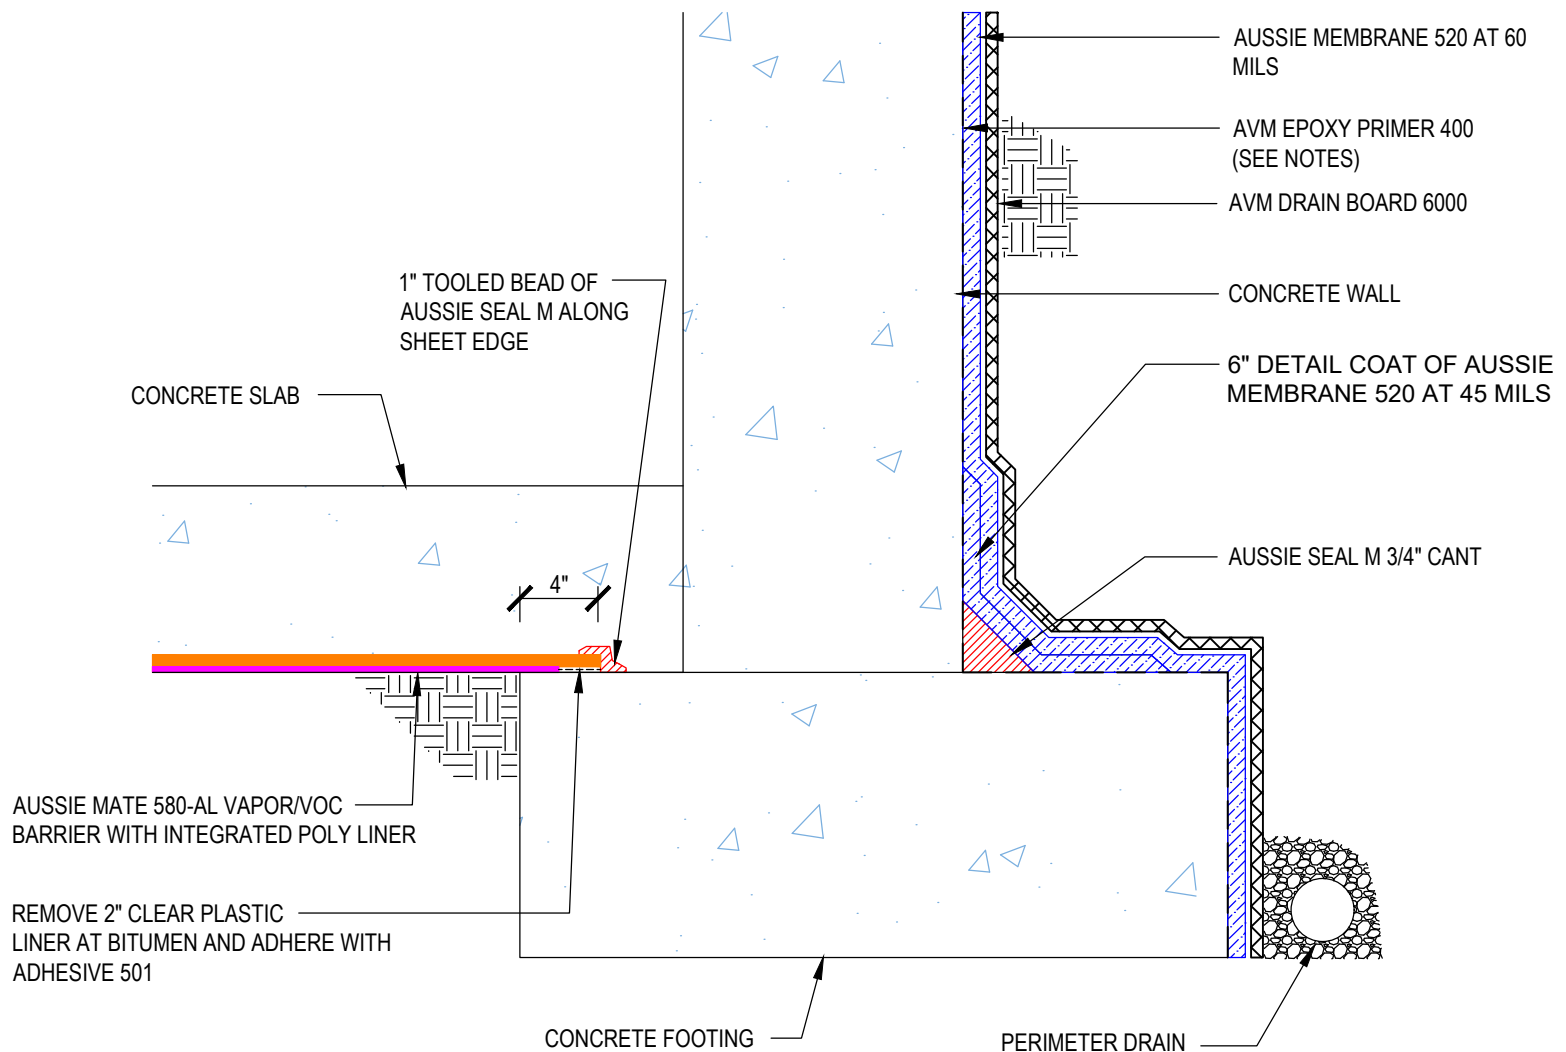 AUSSIE MEMBRANE 520 AT 60
MILS
AVM EPOXY PRIMER 400
(SEE NOTES)
AVM DRAIN BOARD 6000
1" TOOLED BEAD OF
AUSSIE SEAL M ALONG
SHEET EDGE
CONCRETE WALL
6" DETAIL COAT OF AUSSIE
MEMBRANE 520 AT 45 MILS
CONCRETE SLAB
AUSSIE SEAL M 3/4" CANT
4"
AUSSIE MATE 580-AL VAPOR/VOC
BARRIER WITH INTEGRATED POLY LINER
REMOVE 2" CLEAR PLASTIC
LINER AT BITUMEN AND ADHERE WITH
ADHESIVE 501
CONCRETE FOOTING
PERIMETER DRAIN